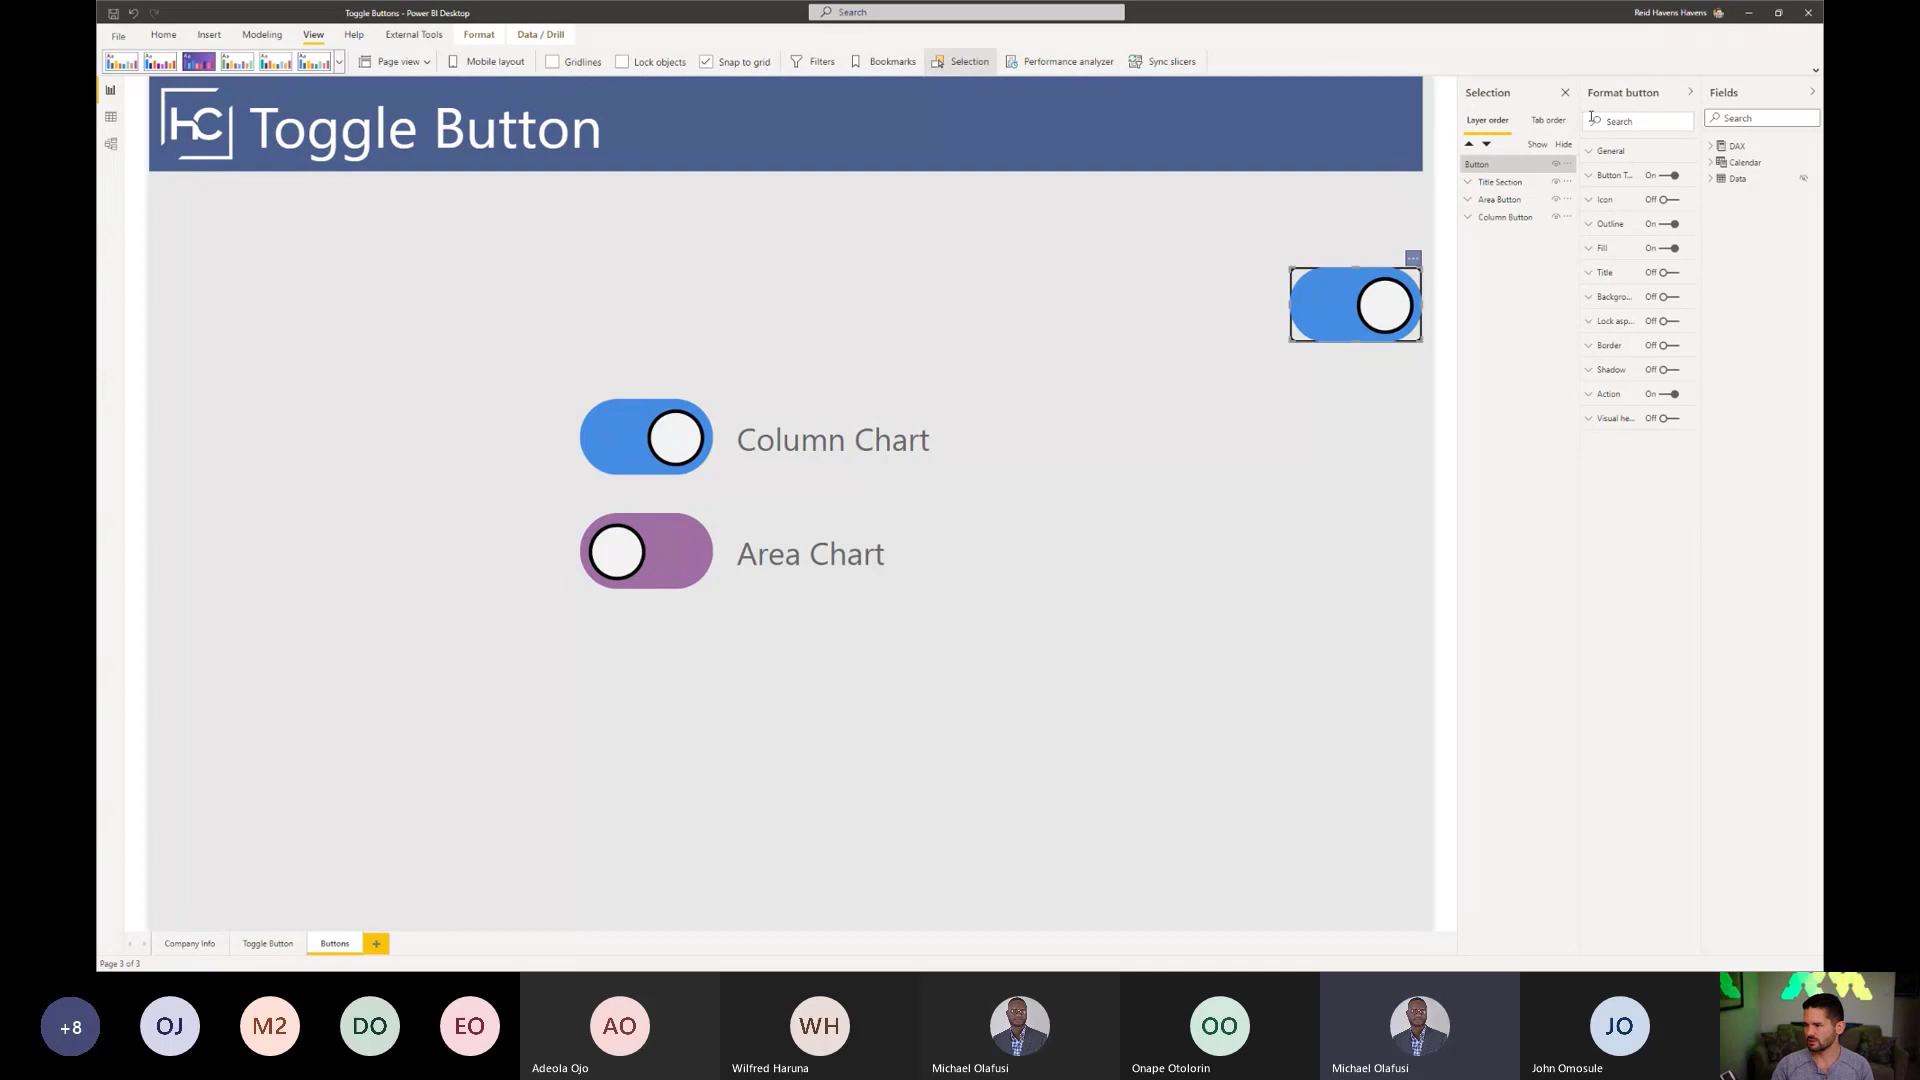 Toggle Buttons - Power BI Desktop
Search
Reid Havens Havens
File
Home
Insert
Modeling
View
Help
External Tools
Format
Data / Drill
Page view
Mobile layout
Gridlines
Lock objects
Snap to grid
Filters
Bookmarks
Selection
Performance analyzer
Sync slicers
HC
Toggle Button
Column Chart
Area Chart
Selection
Layer order
Tab order
Show
Hide
Button
Title Section
Area Button
Column Button
Format button
Search
General
Button T... On
Icon Off
Outline On
Fill On
Title Off
Backgro... Off
Lock asp... Off
Border Off
Shadow Off
Action On
Visual he... Off
Fields
Search
DAX
Calendar
Data
Company Info
Toggle Button
Buttons
+
Page 3 of 3
+8
OJ
M2
DO
EO
AO
Adeola Ojo
WH
Wilfred Haruna
Michael Olafusi
OO
Onape Otolorin
Michael Olafusi
JO
John Omosule